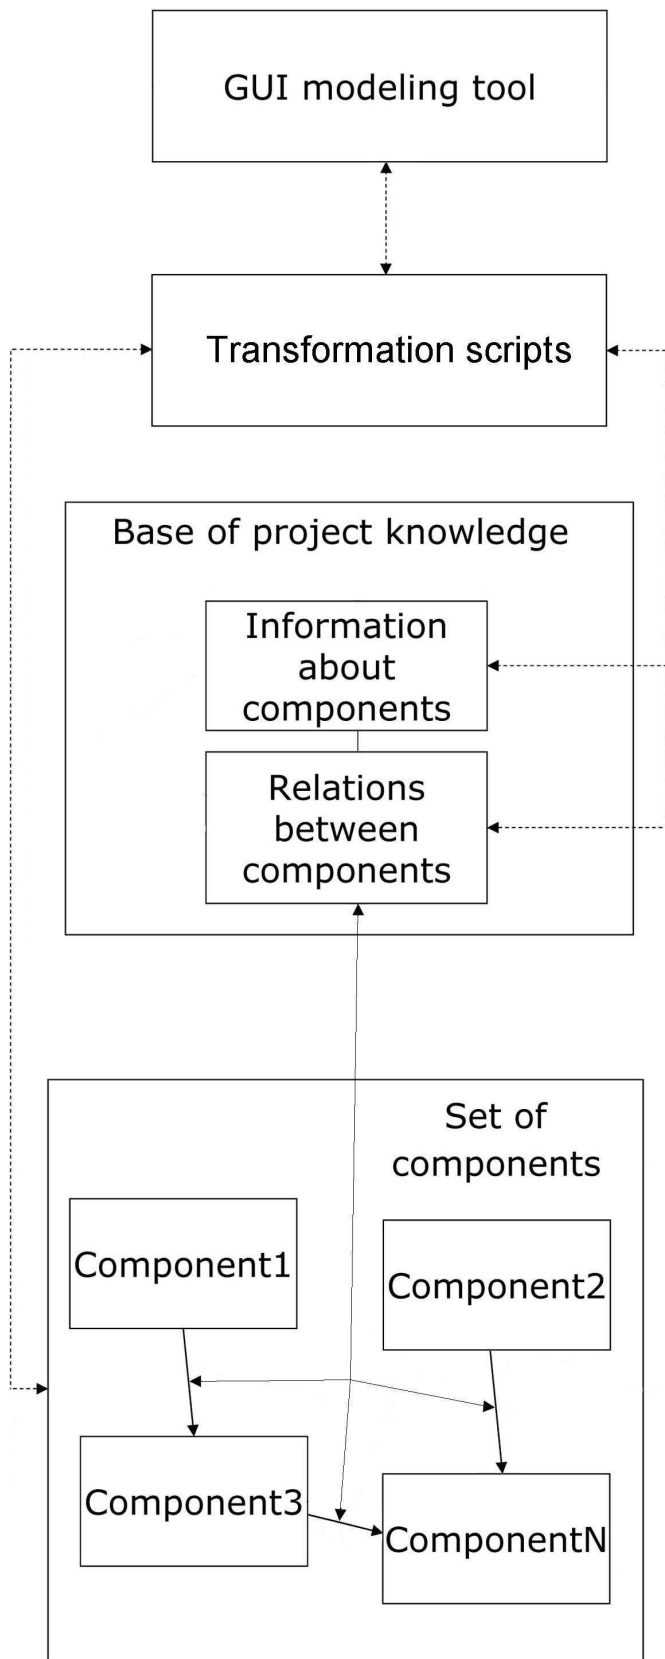 GUI modeling tool
Transformation scripts
Base of project knowledge
Information
about
components
Relations
between
components
Set of
components
Component1
Component2
Component3
ComponentN